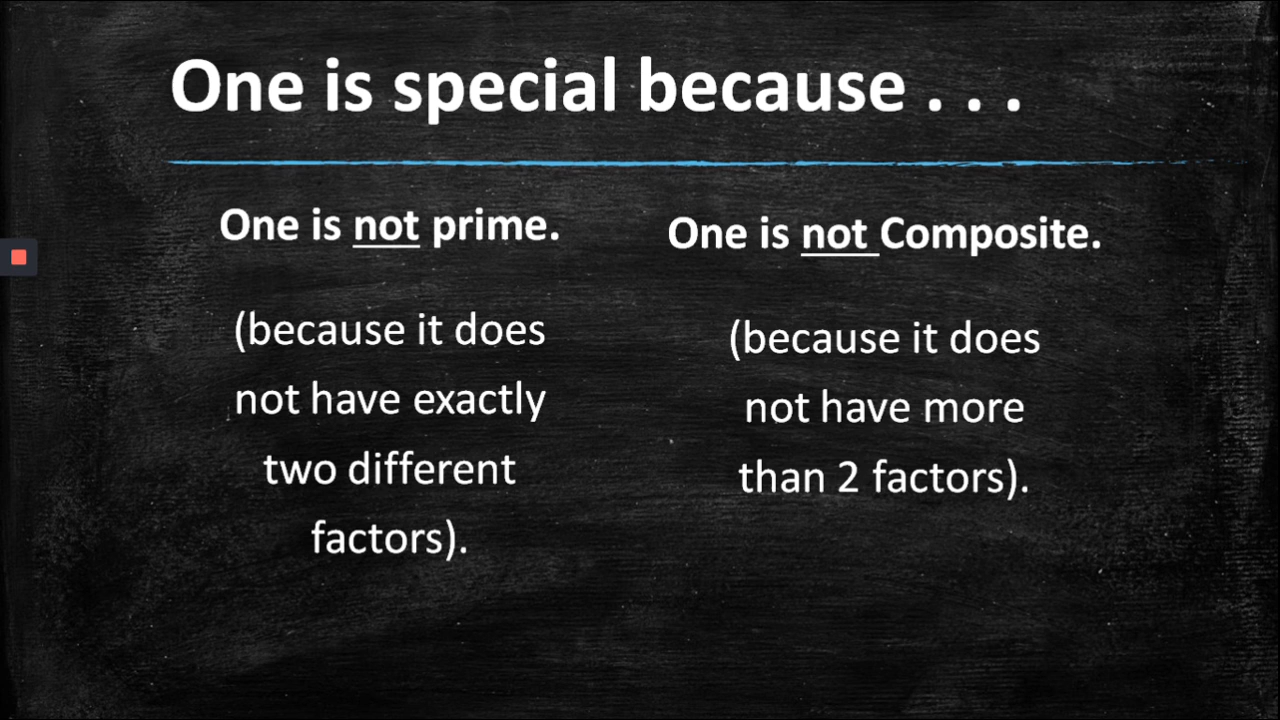 One is special because . . .
One is not prime.
(because it does
not have exactly
two different
factors).
One is not Composite.
(because it does
not have more
than 2 factors).